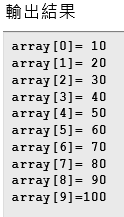 輸出結果
array[0]= 10
array[1]= 20
array[2]= 30
array[3]= 40
array[4]= 50
array[5]= 60
array[6]= 70
array[7]= 80
array[8]= 90
array[9]=100